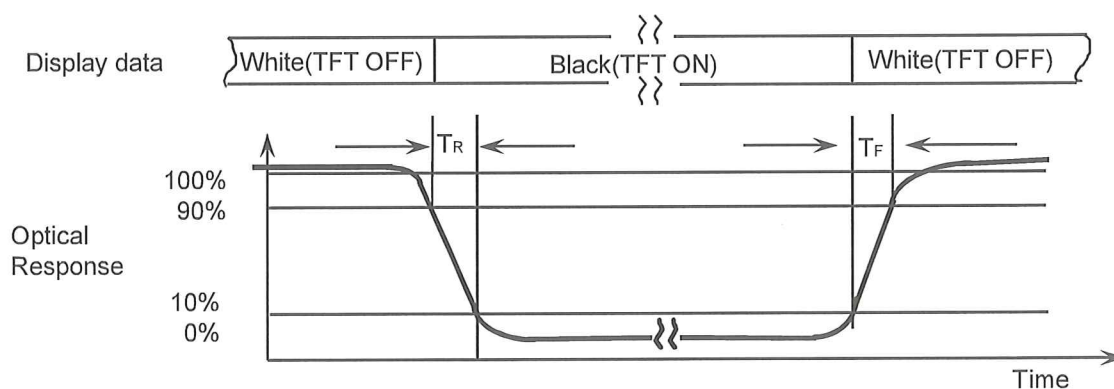 Display data
White(TFT OFF)
Black(TFT ON)
White(TFT OFF)
TR
TF
100%
90%
Optical
Response
10%
0%
Time